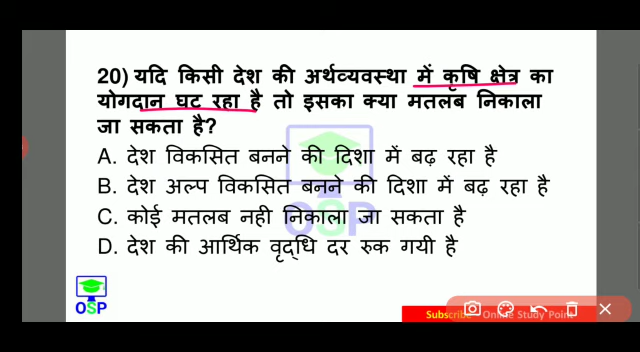 20) यदि किसी देश की अर्थव्यवस्था में कृषि क्षेत्र का
योगदान घट रहा है तो इसका क्या मतलब निकाला
जा सकता है?
A. देश विकसित बनने की दिशा में बढ़ रहा है
B. देश अल्प विकसित बनने की दिशा में बढ़ रहा है
C. कोई मतलब नही निकाला जा सकता है
D. देश की आर्थिक वृद्धि दर रुक गयी है
OSP
OSP
Subscribe - Online Study Point